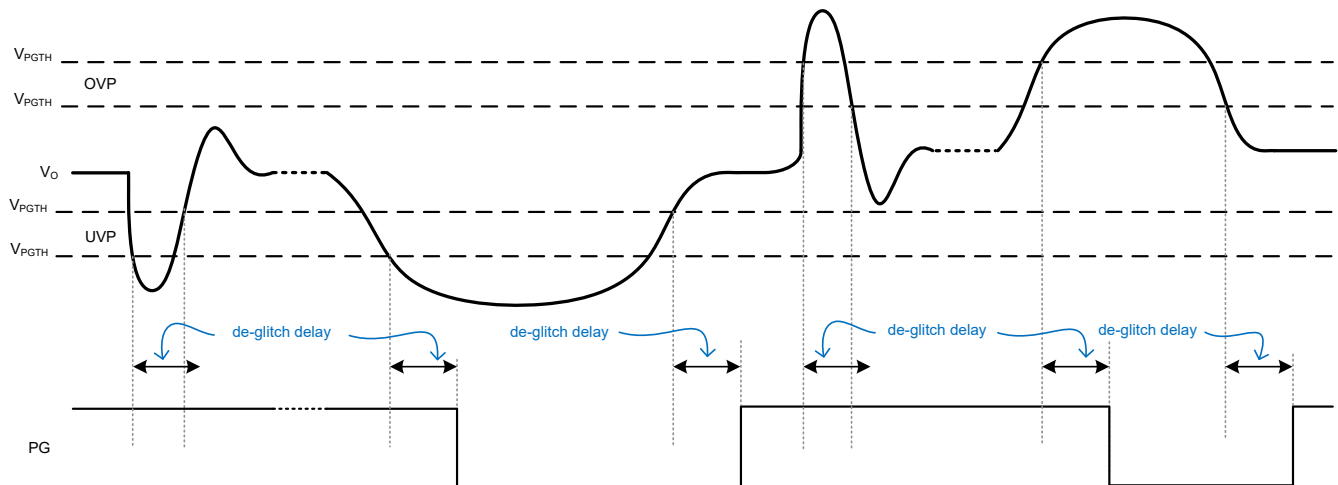 VPGTH
OVP
VPGTH
VO
VPGTH
UVP
VPGTH
de-glitch delay
de-glitch delay
de-glitch delay
de-glitch delay
PG